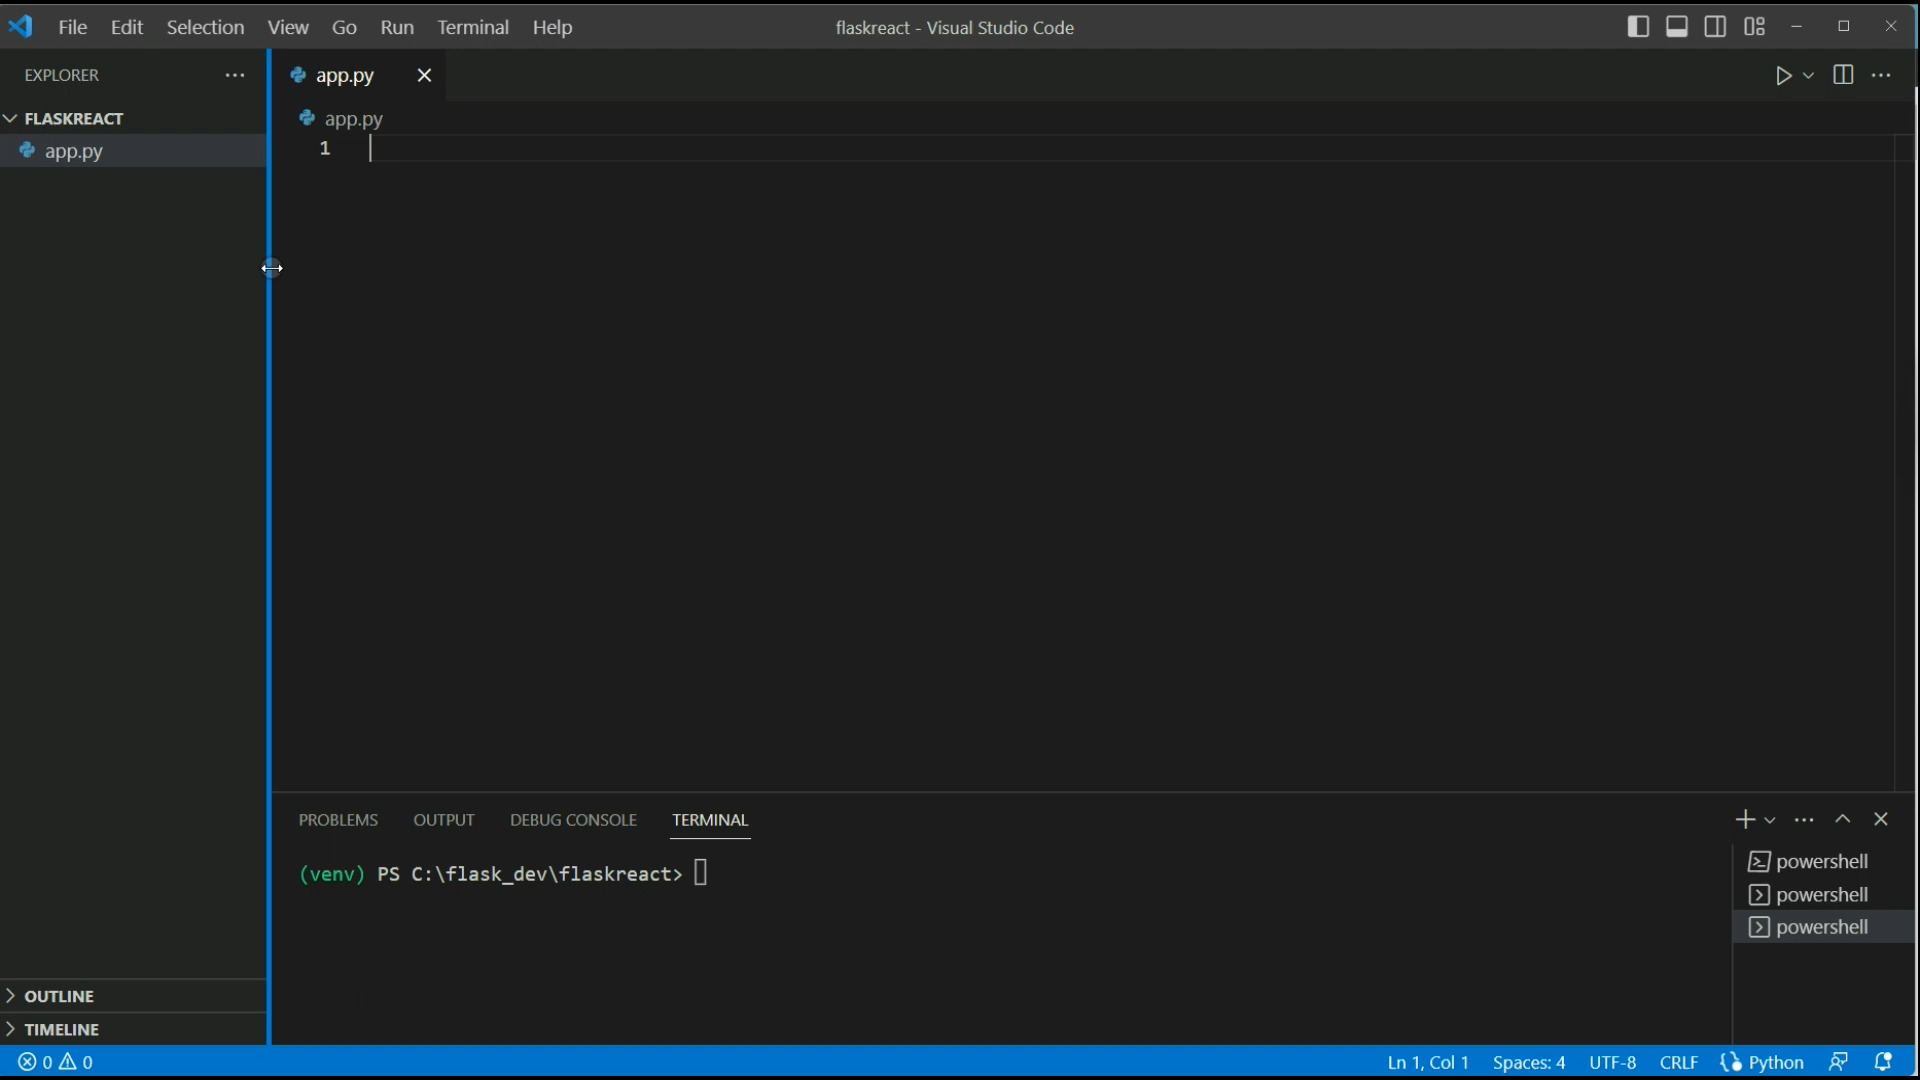 File Edit Selection View Go Run Terminal Help
flaskreact - Visual Studio Code
EXPLORER
FLASKREACT
app.py
app.py
app.py
1
PROBLEMS OUTPUT DEBUG CONSOLE TERMINAL
(venv) PS C:\flask_dev\flaskreact>
powershell
powershell
powershell
OUTLINE
TIMELINE
0 0
Ln 1, Col 1 Spaces: 4 UTF-8 CRLF Python